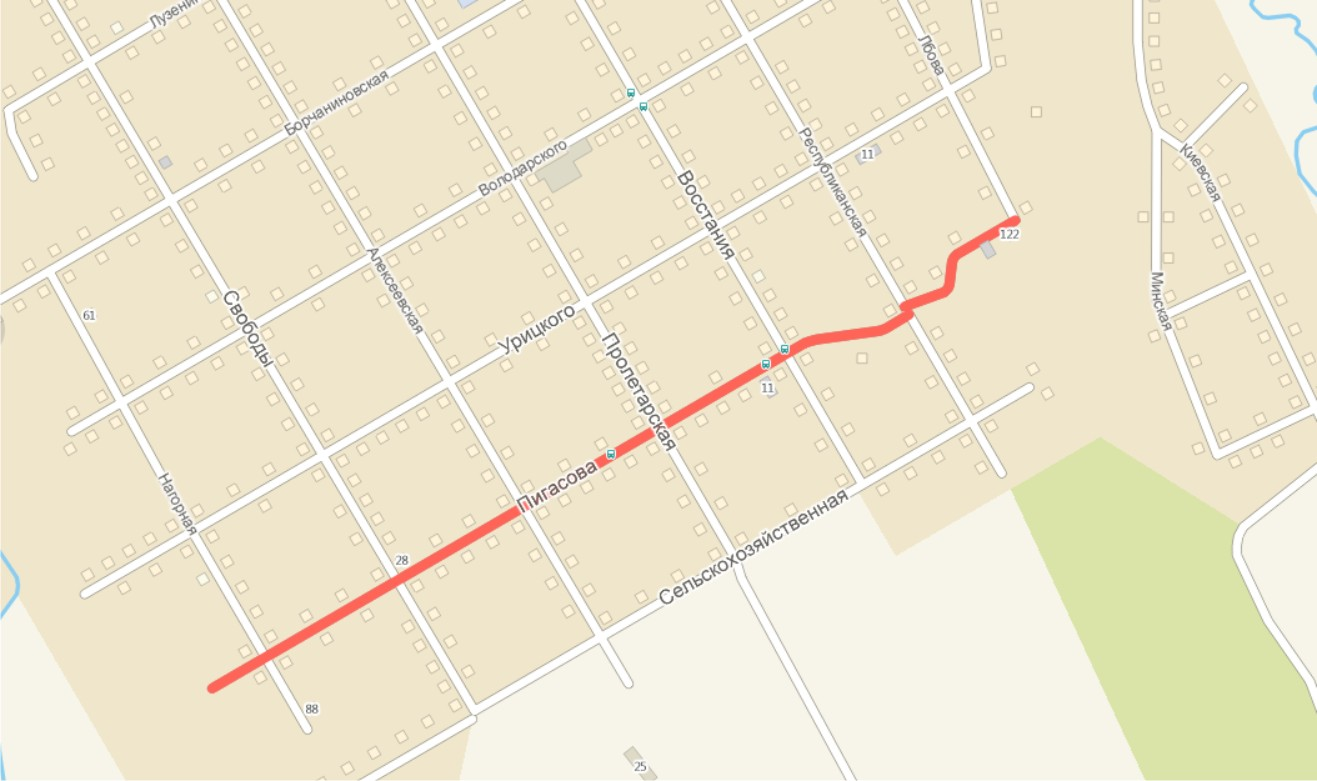 Лузени
Лбова
Борчаниновская
Володарского
Республиканская
11
Киевская
Восстания
122
Алексеевская
Минская
61
Свободы
Урицкого
Пролетарская
11
Пигасова
Нагорная
Сельскохозяйственная
28
88
25